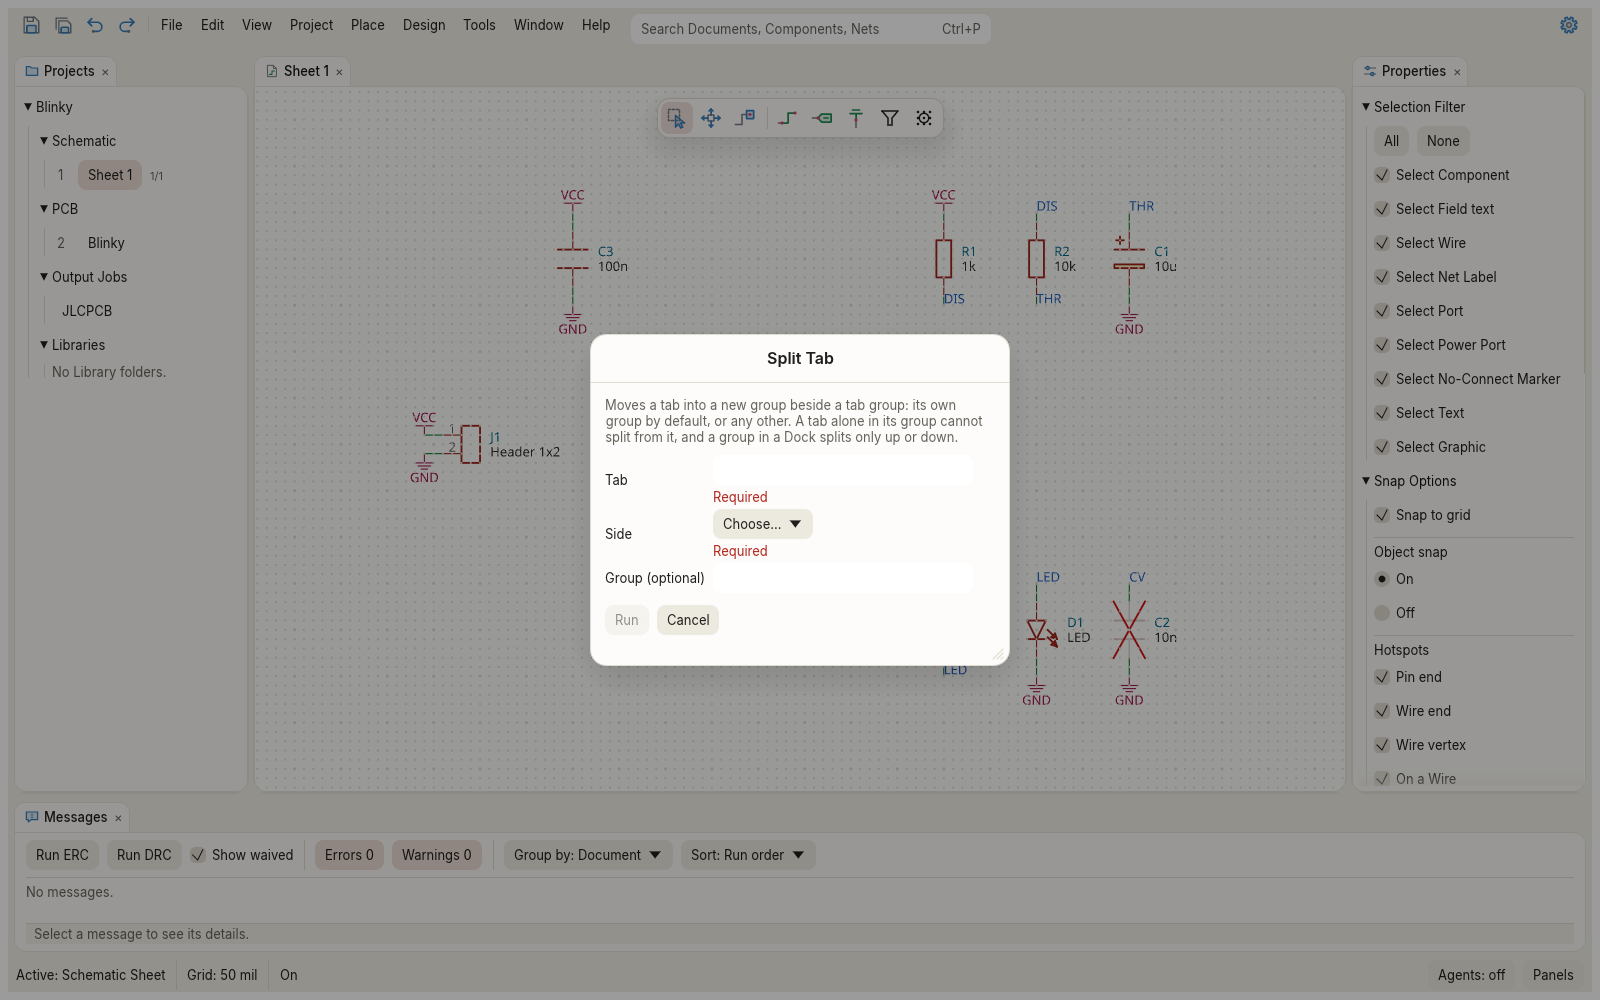 File Edit View Project Place Design Tools Window Help Search Documents, Components, Nets Ctrl+P
Projects ×
Sheet 1 ×
Properties ×
Blinky
Schematic
1 Sheet 1 1/1
PCB
2 Blinky
Output Jobs
JLCPCB
Libraries
No Library folders.
VCC
C3
100n
GND
VCC
R1
1k
DIS
DIS
R2
10k
THR
THR
C1
10u
GND
VCC
1
2
J1
Header 1x2
GND
LED
D1
LED
GND
CV
C2
10n
GND
LED
Split Tab
Moves a tab into a new group beside a tab group: its own
group by default, or any other. A tab alone in its group cannot
split from it, and a group in a Dock splits only up or down.
Tab
Required
Side Choose...
Required
Group (optional)
Run Cancel
Selection Filter
All None
Select Component
Select Field text
Select Wire
Select Net Label
Select Port
Select Power Port
Select No-Connect Marker
Select Text
Select Graphic
Snap Options
Snap to grid
Object snap
On
Off
Hotspots
Pin end
Wire end
Wire vertex
On a Wire
Messages ×
Run ERC Run DRC Show waived Errors 0 Warnings 0 Group by: Document Sort: Run order
No messages.
Select a message to see its details.
Active: Schematic Sheet Grid: 50 mil On Agents: off Panels